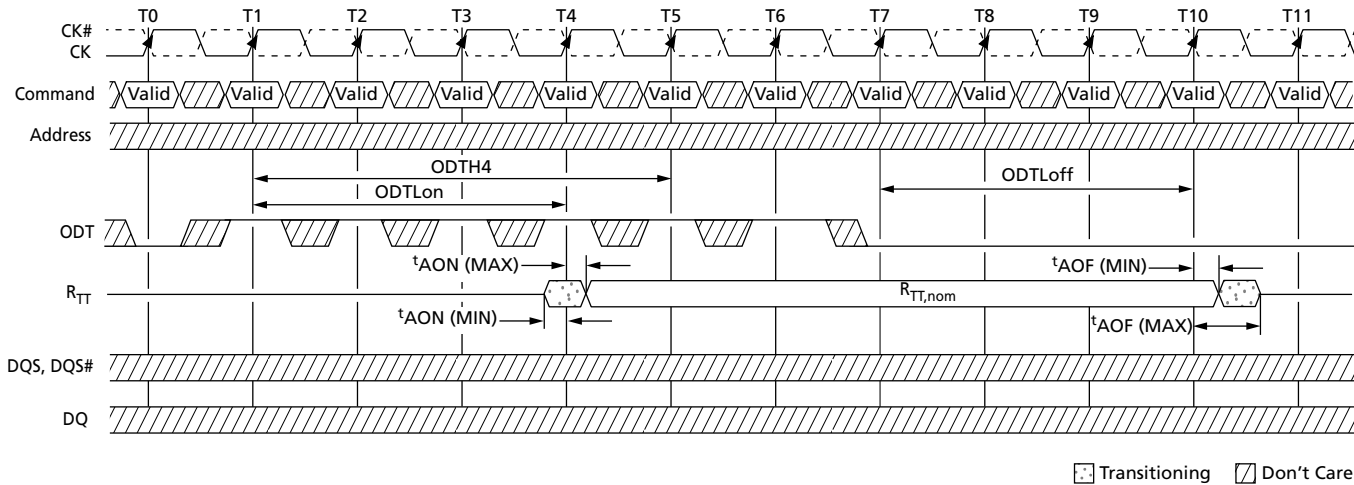 T0 T1 T2 T3 T4 T5 T6 T7 T8 T9 T10 T11
CK#
CK
Command Valid Valid Valid Valid Valid Valid Valid Valid Valid Valid Valid Valid
Address
ODTH4
ODTLoff
ODTLon
ODT
tAON (MAX) tAOF (MIN)
RTT RTT,nom
tAON (MIN) tAOF (MAX)
DQS, DQS#
DQ
Transitioning Don't Care